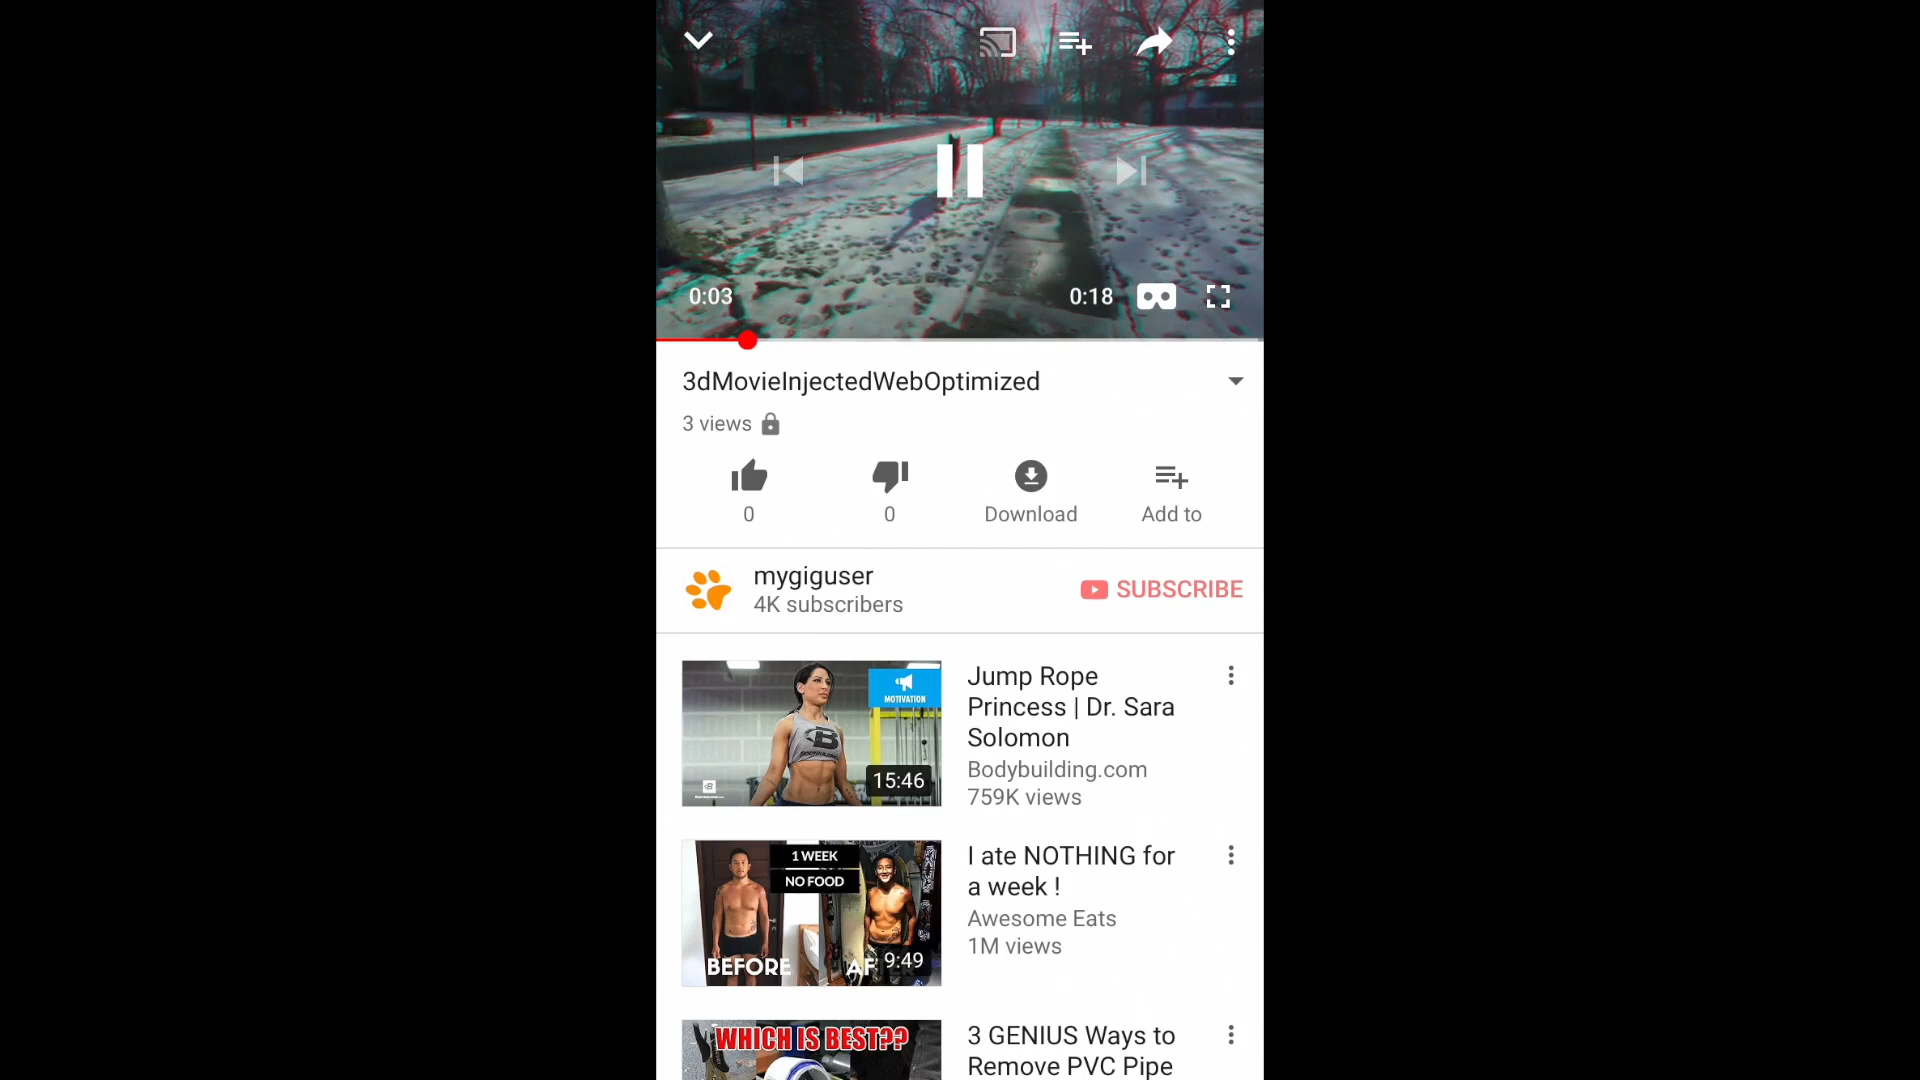 0:03
0:18
3dMovieInjectedWebOptimized
3 views
0
0
Download
Add to
mygiguser
4K subscribers
SUBSCRIBE
MOTIVATION
B
15:46
Jump Rope
Princess | Dr. Sara
Solomon
Bodybuilding.com
759K views
1 WEEK
NO FOOD
BEFORE
AF
9:49
I ate NOTHING for
a week !
Awesome Eats
1M views
WHICH IS BEST??
3 GENIUS Ways to
Remove PVC Pipe